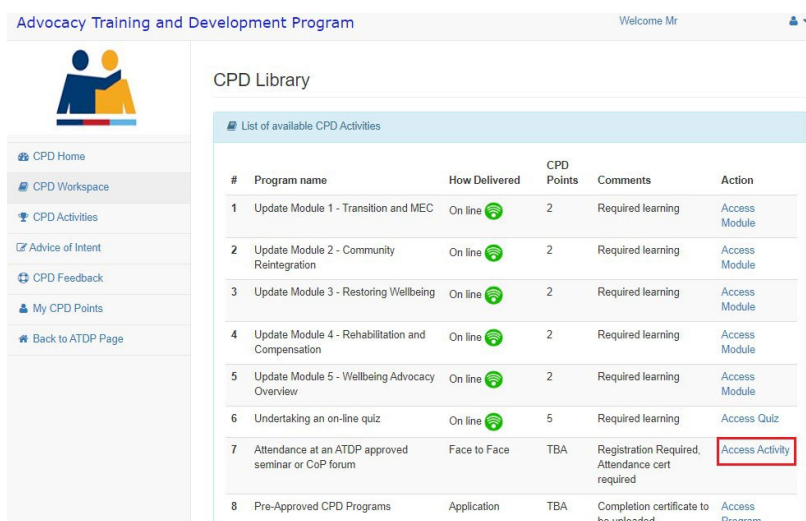 Advocacy Training and Development Program
Welcome Mr
CPD Library
List of available CPD Activities
CPD Home
CPD Workspace
CPD Activities
Advice of Intent
CPD Feedback
My CPD Points
Back to ATDP Page
# Program name How Delivered CPD Points Comments Action
1 Update Module 1 - Transition and MEC On line 2 Required learning Access Module
2 Update Module 2 - Community Reintegration On line 2 Required learning Access Module
3 Update Module 3 - Restoring Wellbeing On line 2 Required learning Access Module
4 Update Module 4 - Rehabilitation and Compensation On line 2 Required learning Access Module
5 Update Module 5 - Wellbeing Advocacy Overview On line 2 Required learning Access Module
6 Undertaking an on-line quiz On line 5 Required learning Access Quiz
7 Attendance at an ATDP approved seminar or CoP forum Face to Face TBA Registration Required, Attendance cert required Access Activity
8 Pre-Approved CPD Programs Application TBA Completion certificate to be uploaded Access Program